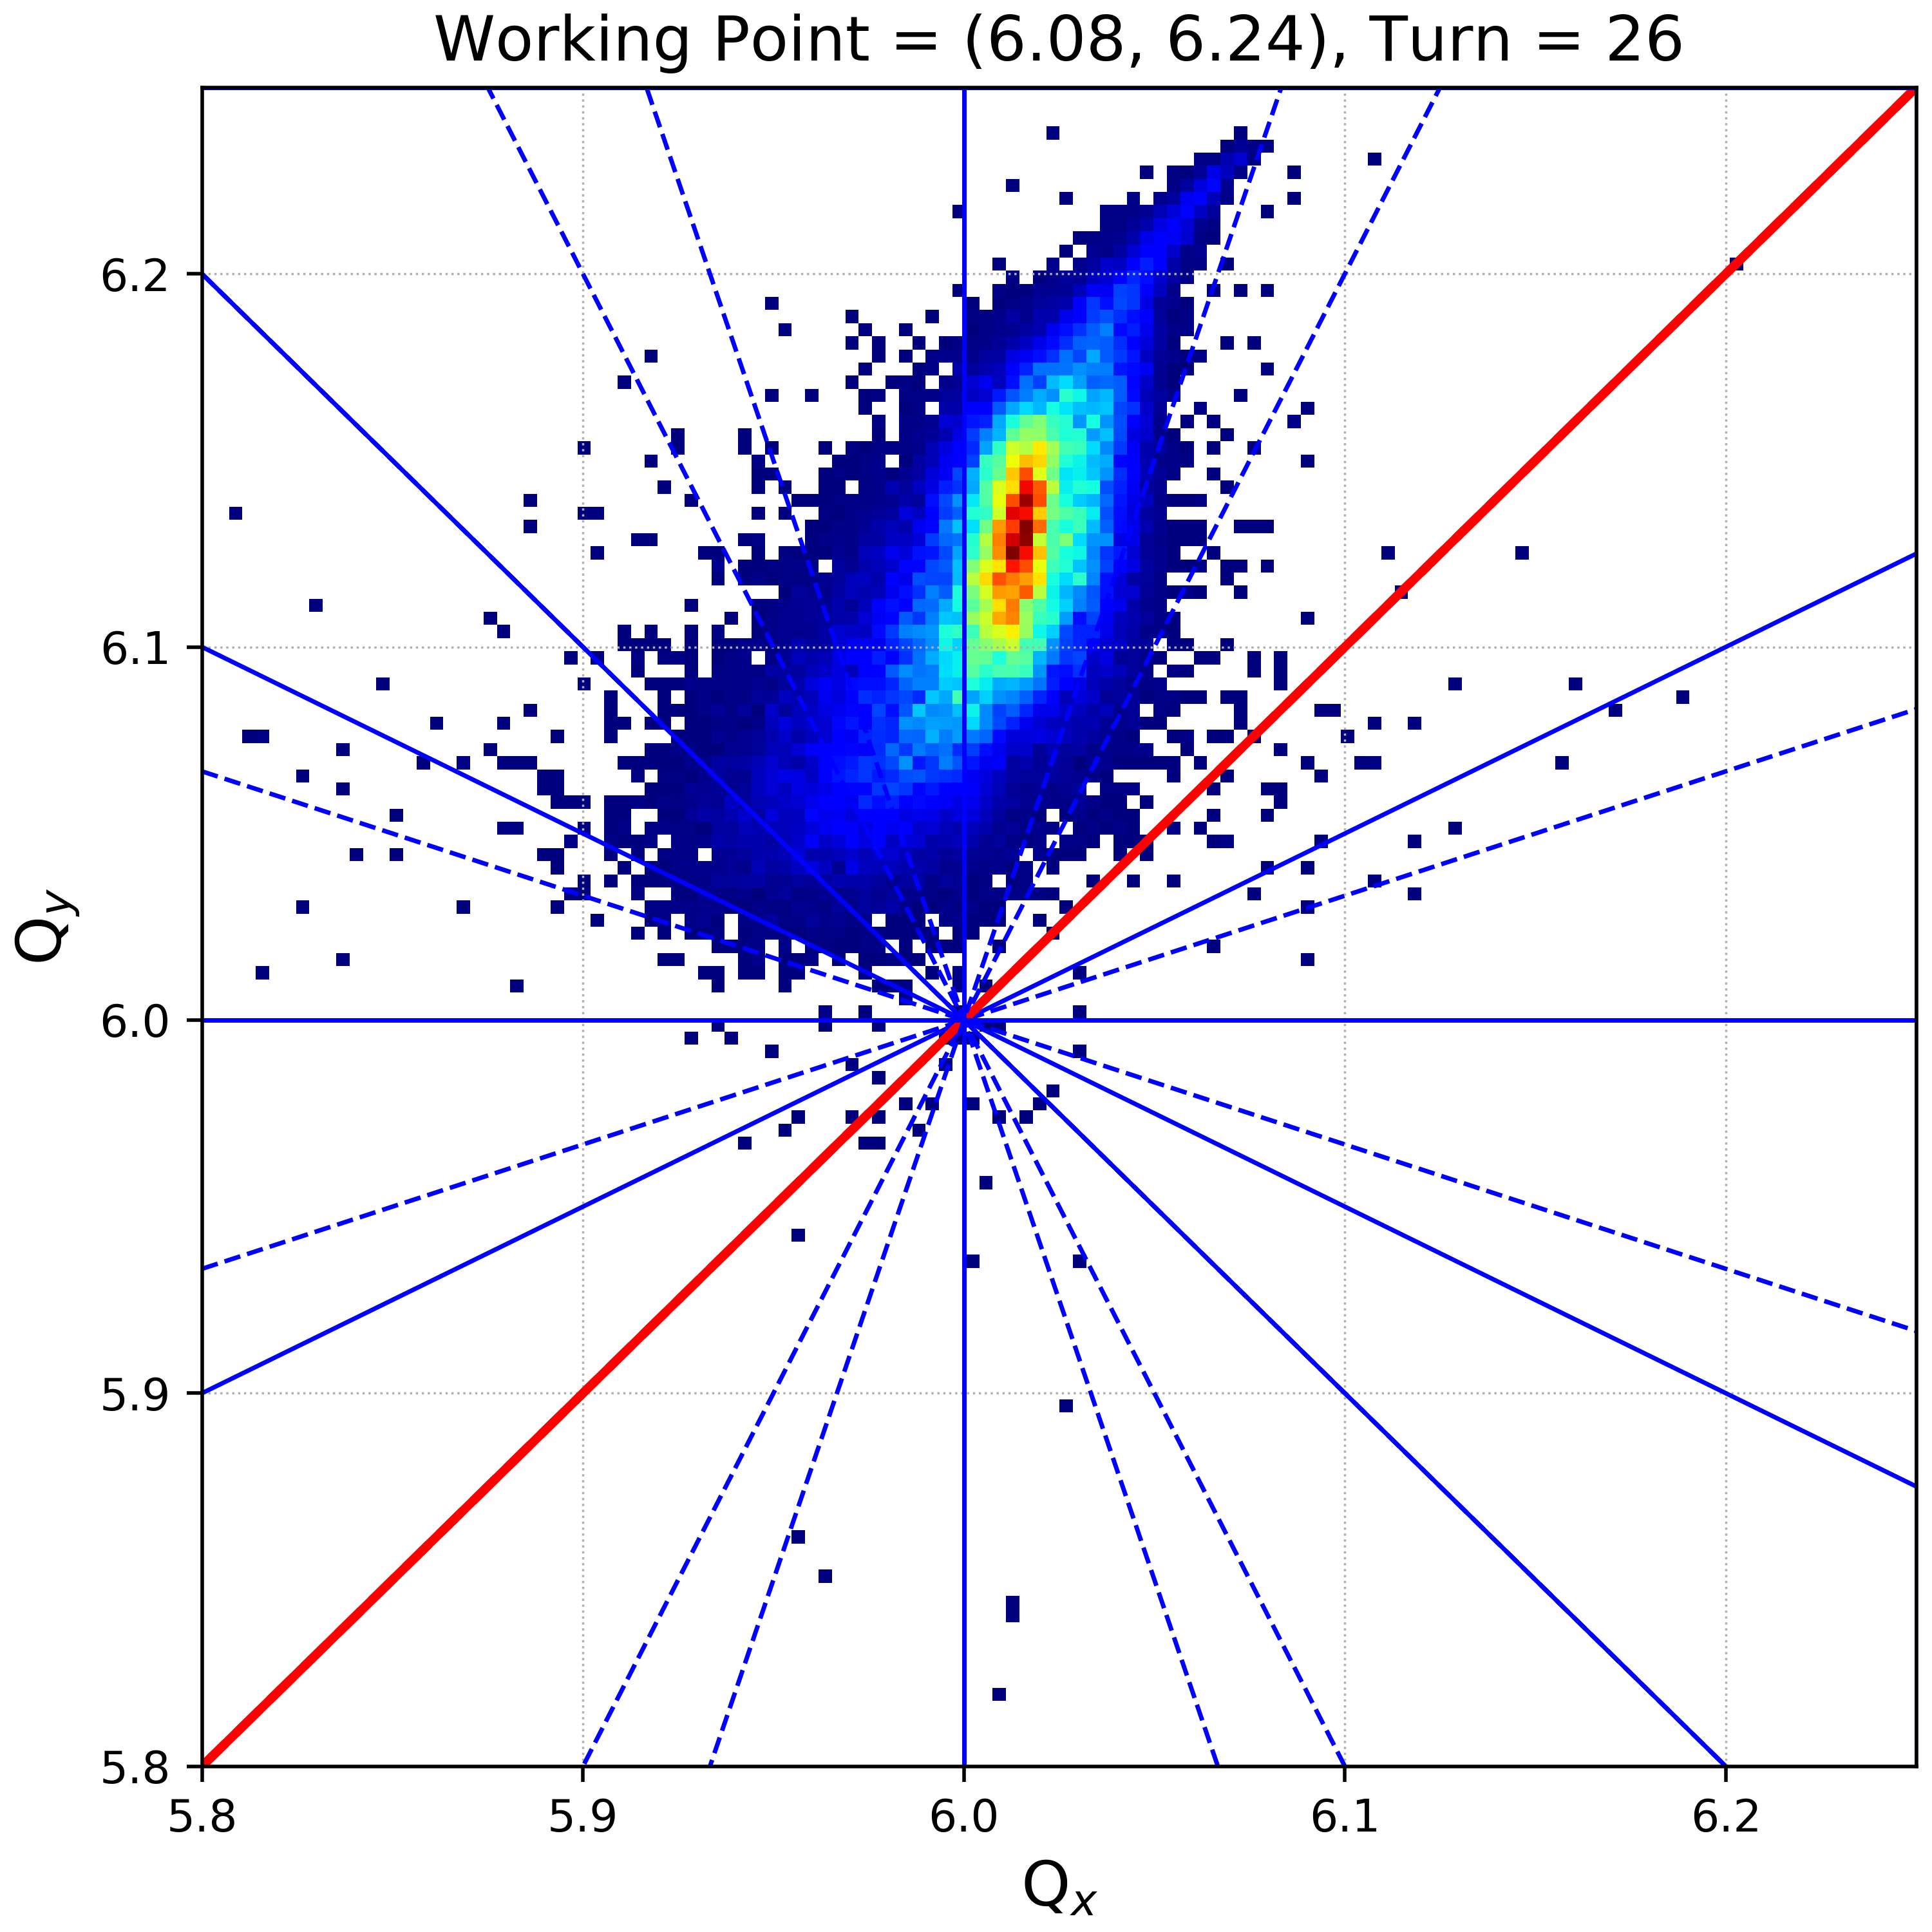 Working Point = (6.08, 6.24), Turn = 26
6.2
6.1
6.0
5.9
5.8
Qy
5.8 5.9 6.0 6.1 6.2
Qx